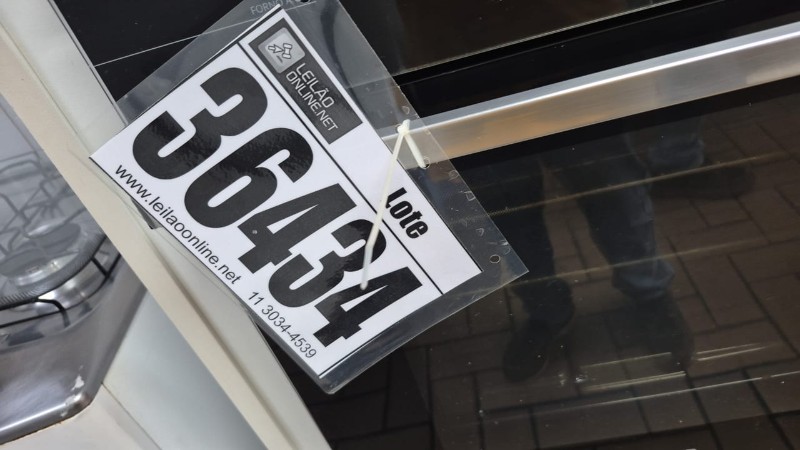 LEILÃO
ONLINE.NET
Lote
36434
www.leilaoonline.net 11 3034-4539